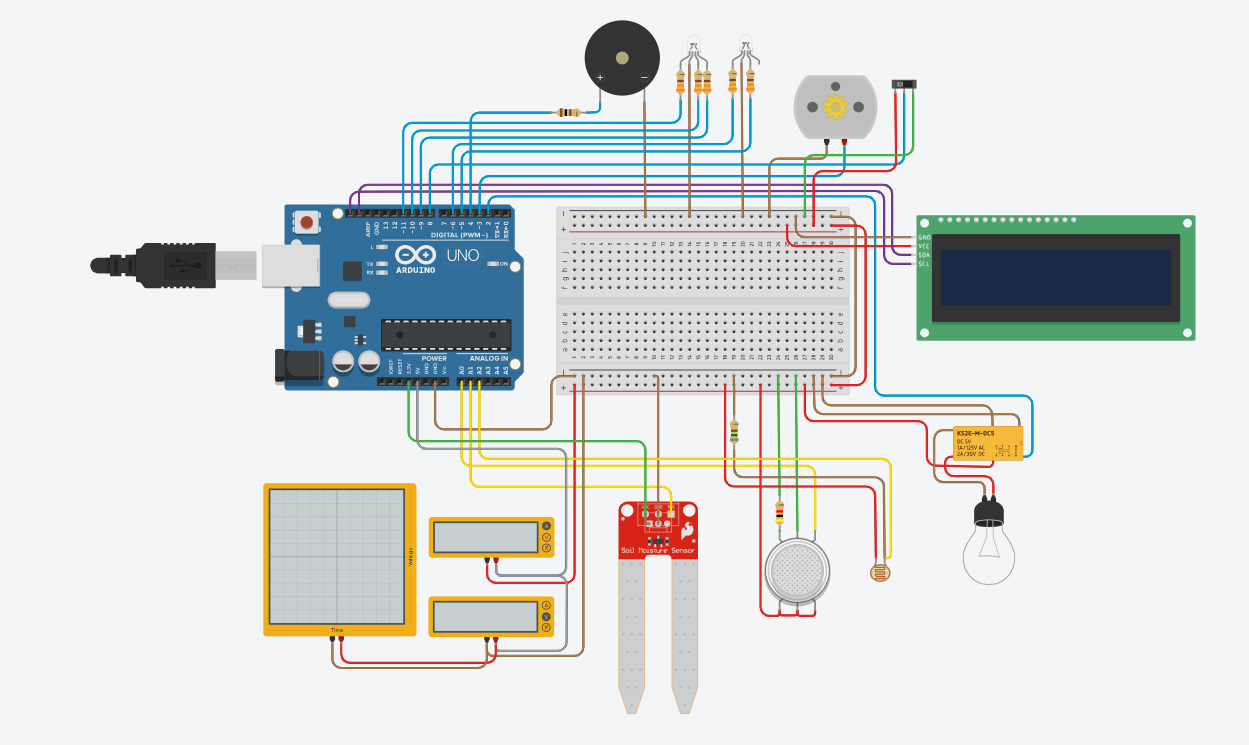 +
−
AREF
GND
13
12
~11
~10
~9
8
7
~6
~5
4
~3
2
TX→1
RX←0
DIGITAL (PWM~)
L
TX
RX
UNO
ON
ARDUINO
POWER
ANALOG IN
IOREF
RESET
3.3V
5V
GND
GND
Vin
A0
A1
A2
A3
A4
A5
GND
VCC
SDA
SCL
KS2E-M-DC5
DC 5V
1A/125V AC
2A/30V DC
Voltage
Time
A
V
R
A
V
R
Soil Moisture Sensor